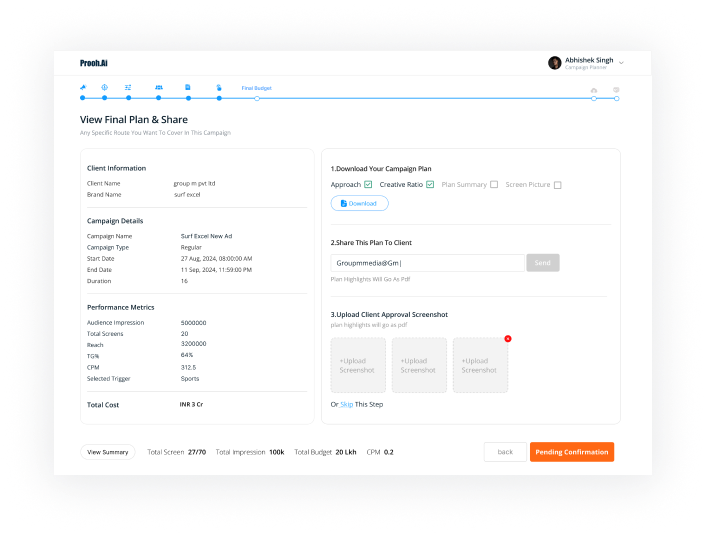 Prooh.Ai
Abhishek Singh
Campaign Planner
Final Budget
View Final Plan & Share
Any Specific Route You Want To Cover In This Campaign
Client Information
Client Name group m pvt ltd
Brand Name surf excel
Campaign Details
Campaign Name Surf Excel New Ad
Campaign Type Regular
Start Date 27 Aug, 2024, 08:00:00 AM
End Date 11 Sep, 2024, 11:59:00 PM
Duration 16
Performance Metrics
Audience Impression 5000000
Total Screens 20
Reach 3200000
TG% 64%
CPM 312.5
Selected Trigger Sports
Total Cost INR 3 Cr
1.Download Your Campaign Plan
Approach Creative Ratio Plan Summary Screen Picture
Download
2.Share This Plan To Client
Groupmmedia@Gm| Send
Plan Highlights Will Go As Pdf
3.Upload Client Approval Screenshot
plan highlights will go as pdf
+Upload +Upload +Upload
Screenshot Screenshot Screenshot
Or Skip This Step
View Summary Total Screen 27/70 Total Impression 100k Total Budget 20 Lkh CPM 0.2 back Pending Confirmation